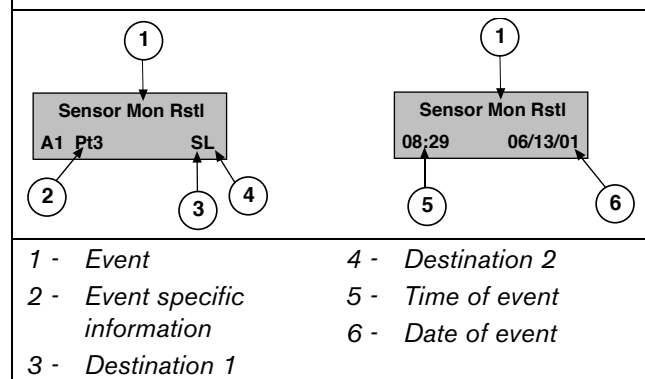 1
1
Sensor Mon Rstl
A1 Pt3 SL
Sensor Mon Rstl
08:29 06/13/01
2
3
4
5
6
1 - Event
2 - Event specific
information
3 - Destination 1
4 - Destination 2
5 - Time of event
6 - Date of event